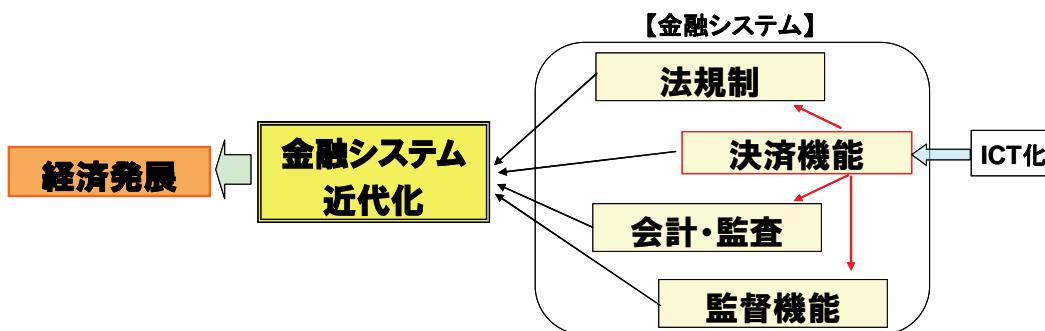 【金融システム】
法規制
決済機能
ICT化
金融システム
近代化
経済発展
会計・監査
監督機能